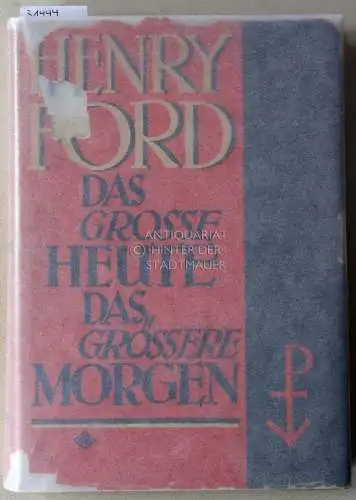 21444
HENRY
FORD
DAS
GROSSE
HEUTE
DAS
GRÖSSERE
MORGEN
ANTIQUARIAT
© HINTER DER
STADTMAUER
P